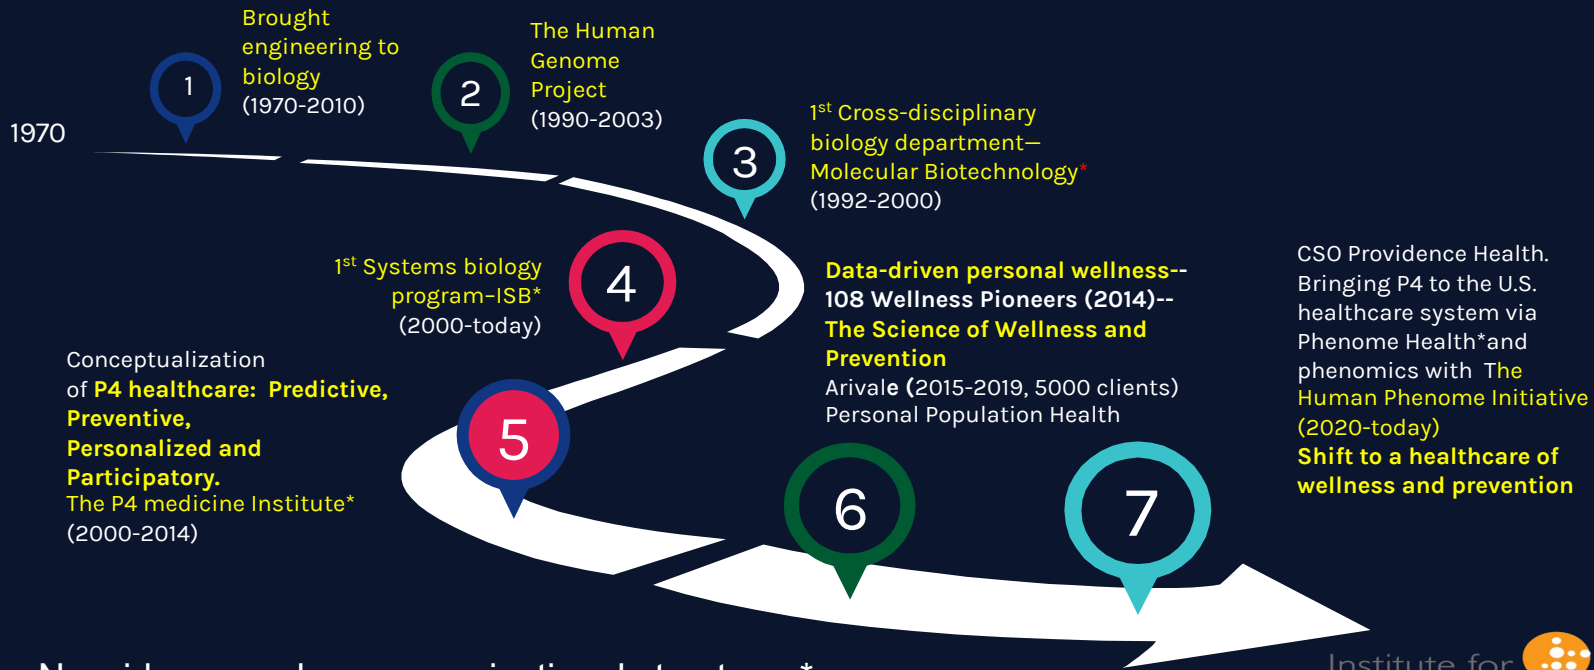 1970
1
Brought
engineering to
biology
(1970-2010)
2
The Human
Genome
Project
(1990-2003)
3
1st Cross-disciplinary
biology department—
Molecular Biotechnology*
(1992-2000)
4
1st Systems biology
program–ISB*
(2000-today)
5
Conceptualization
of P4 healthcare: Predictive,
Preventive,
Personalized and
Participatory.
The P4 medicine Institute*
(2000-2014)
Data-driven personal wellness--
108 Wellness Pioneers (2014)--
The Science of Wellness and
Prevention
Arivale (2015-2019, 5000 clients)
Personal Population Health
6
7
CSO Providence Health.
Bringing P4 to the U.S.
healthcare system via
Phenome Health*and
phenomics with The
Human Phenome Initiative
(2020-today)
Shift to a healthcare of
wellness and prevention
Institute for